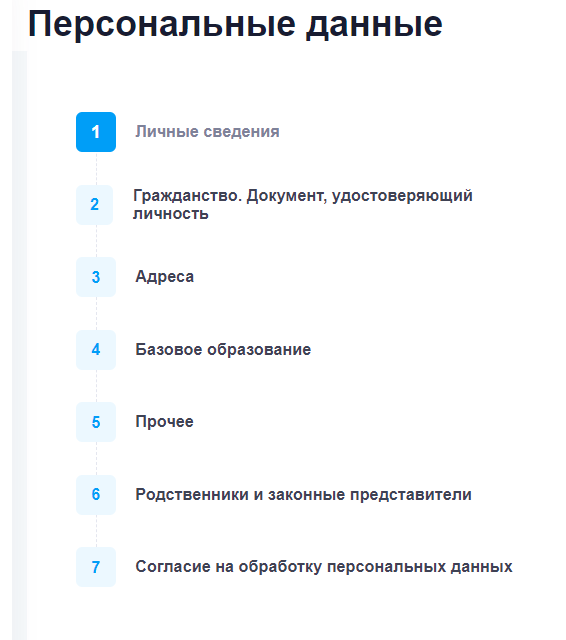 Персональные данные
1 Личные сведения
2 Гражданство. Документ, удостоверяющий
личность
3 Адреса
4 Базовое образование
5 Прочее
6 Родственники и законные представители
7 Согласие на обработку персональных данных